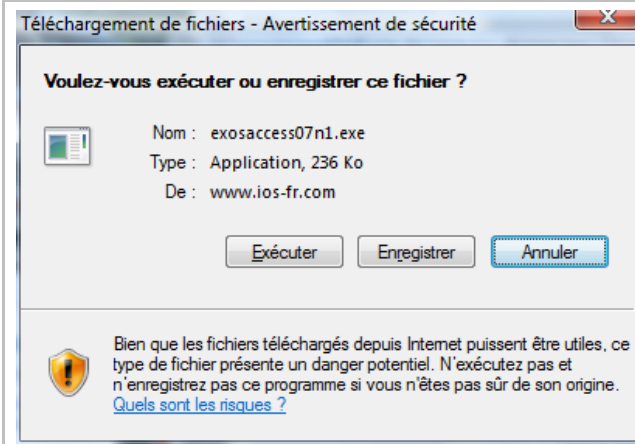 Téléchargement de fichiers - Avertissement de sécurité
Voulez-vous exécuter ou enregistrer ce fichier ?
Nom : exosaccess07n1.exe
Type : Application, 236 Ko
De : www.ios-fr.com
Exécuter Enregistrer Annuler
Bien que les fichiers téléchargés depuis Internet puissent être utiles, ce
type de fichier présente un danger potentiel. N'exécutez pas et
n'enregistrez pas ce programme si vous n'êtes pas sûr de son origine.
Quels sont les risques ?